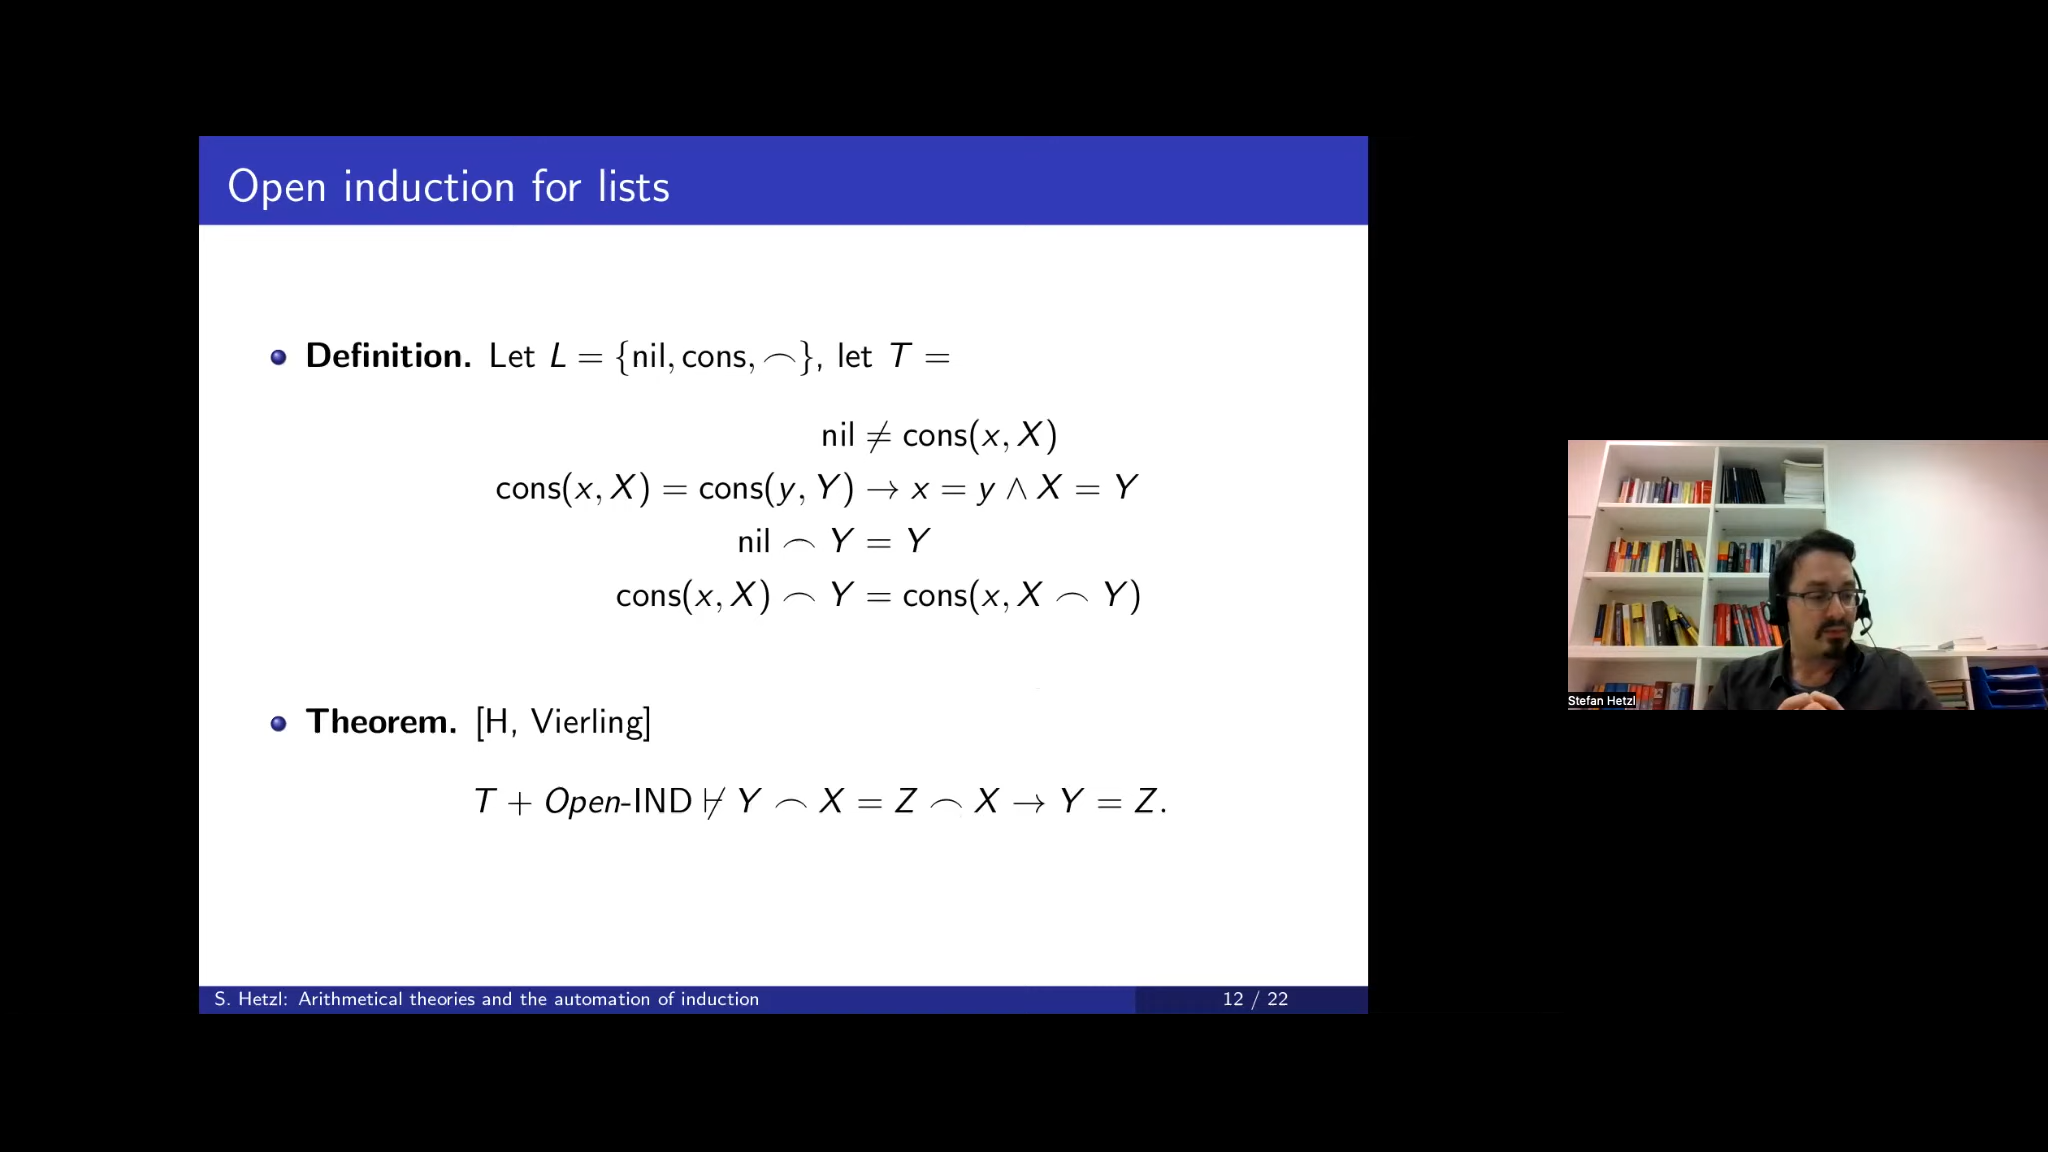 Open induction for lists
Definition. Let L = {nil, cons, ⌢}, let T =
nil ≠ cons(x, X)
cons(x, X) = cons(y, Y) → x = y ∧ X = Y
nil ⌢ Y = Y
cons(x, X) ⌢ Y = cons(x, X ⌢ Y)
Theorem. [H, Vierling]
T + Open-IND ⊬ Y ⌢ X = Z ⌢ X → Y = Z.
S. Hetzl: Arithmetical theories and the automation of induction
12 / 22
Stefan Hetzl